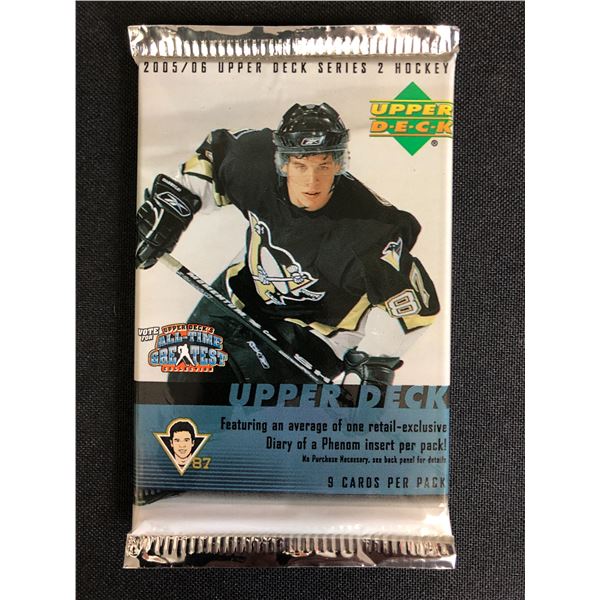 2005/06 UPPER DECK SERIES 2 HOCKEY
UPPER
D·E·C·K
®
8
VOTE FOR
UPPER DECK'S
ALL-TIME
GREATEST
COLLECTION
UPPER DECK
Featuring an average of one retail-exclusive
Diary of a Phenom insert per pack!
No Purchase Necessary, see back panel for details
87
9 CARDS PER PACK